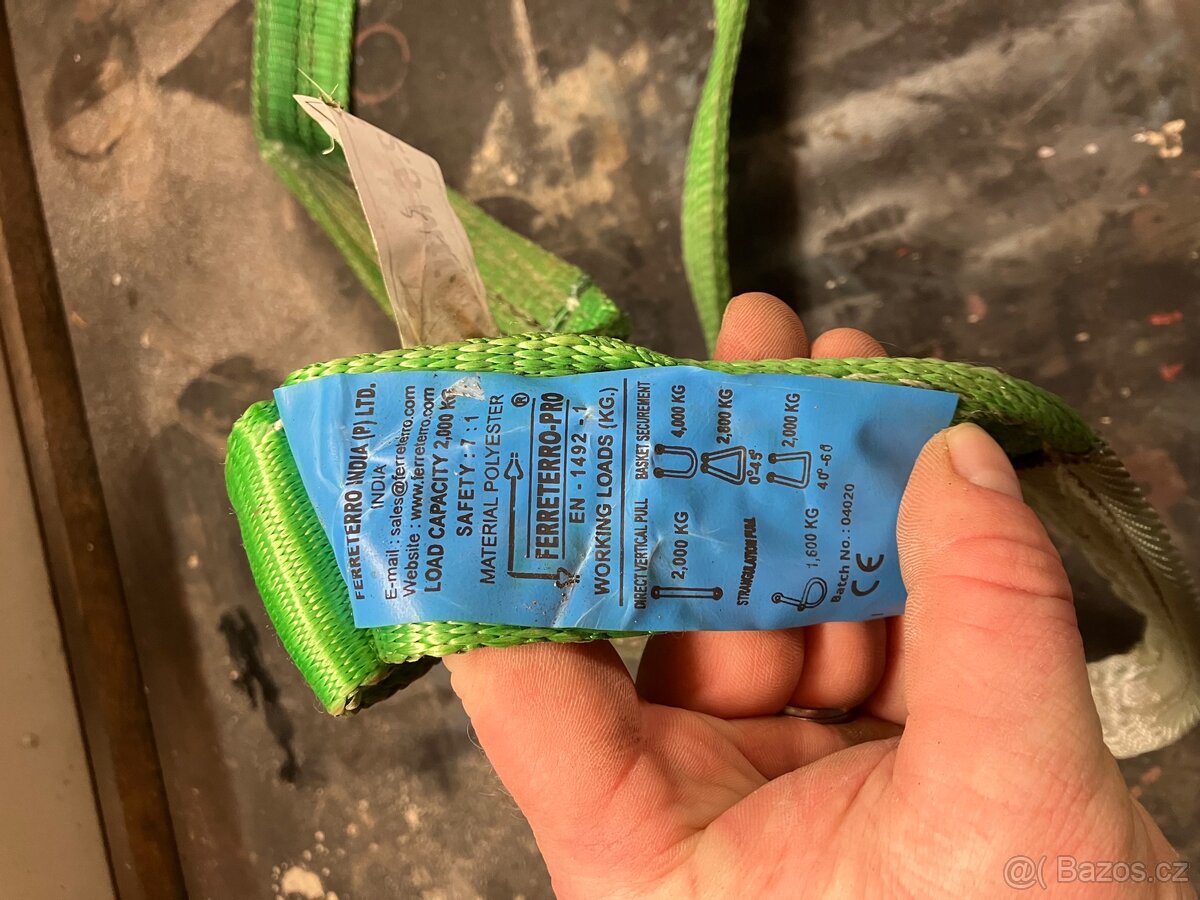 FERRETERRO INDIA (P) LTD.
INDIA
E-mail : sales@ferreterro.com
Website : www.ferreterro.com
LOAD CAPACITY 2,000 KG
SAFETY : 7 : 1
MATERIAL POLYESTER
®
FERRETERRO-PRO
EN - 1492 - 1
WORKING LOADS (KG.)
DIRECT/VERTICAL PULL
2,000 KG
STRANGULATION PULL
1,600 KG
BASKET SECUREMENT
4,000 KG
2,800 KG
0°-45°
2,000 KG
Batch No. : 04020
CE
@( Bazos.cz